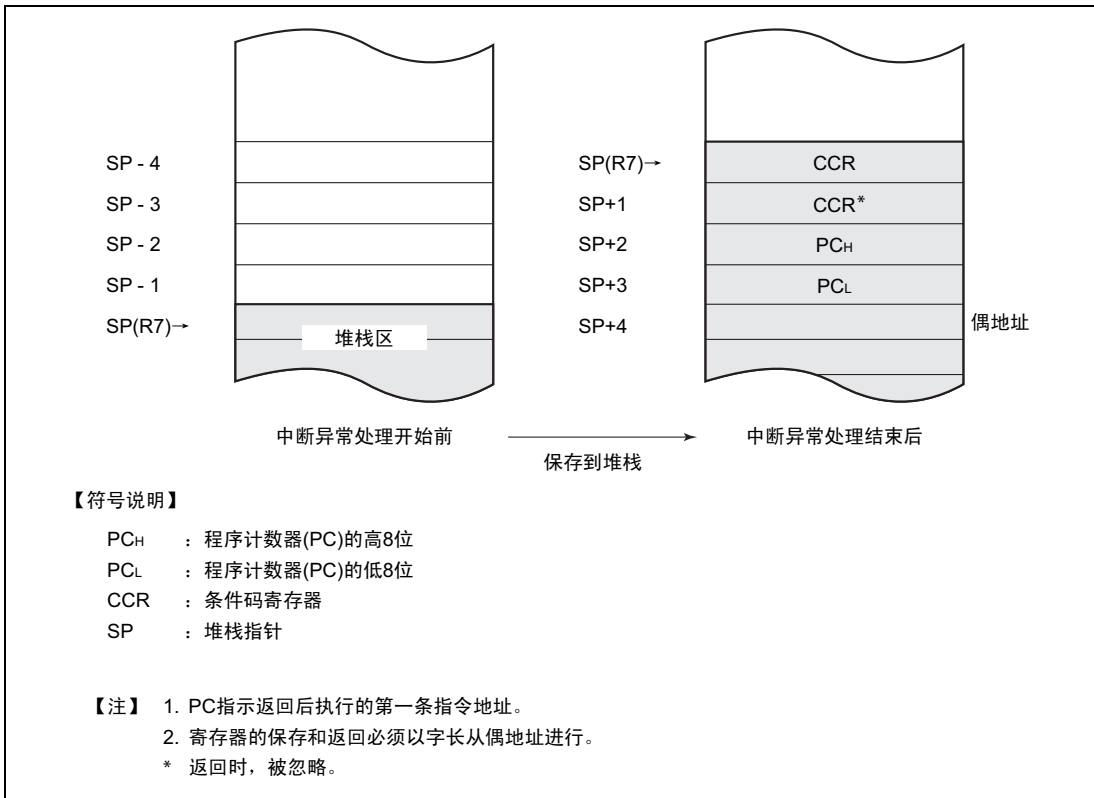 SP - 4
SP - 3
SP - 2
SP - 1
SP(R7)→
堆栈区
SP(R7)→ CCR
SP+1 CCR*
SP+2 PCH
SP+3 PCL
SP+4
偶地址
中断异常处理开始前
保存到堆栈
中断异常处理结束后
【符号说明】
PCH ：程序计数器(PC)的高8位
PCL ：程序计数器(PC)的低8位
CCR ：条件码寄存器
SP ：堆栈指针
【注】 1. PC指示返回后执行的第一条指令地址。
2. 寄存器的保存和返回必须以字长从偶地址进行。
* 返回时，被忽略。